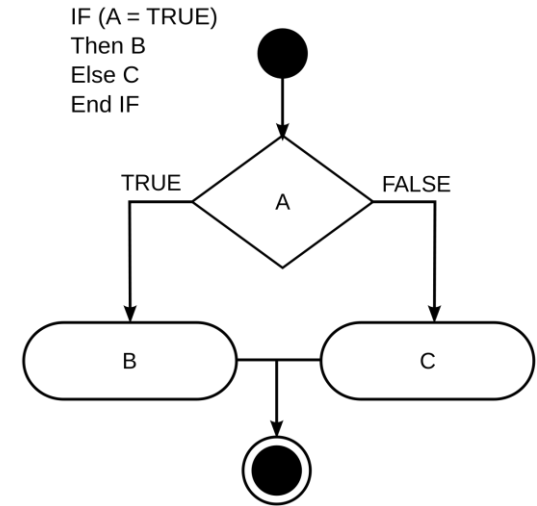 IF (A = TRUE)
Then B
Else C
End IF
TRUE
FALSE
A
B
C